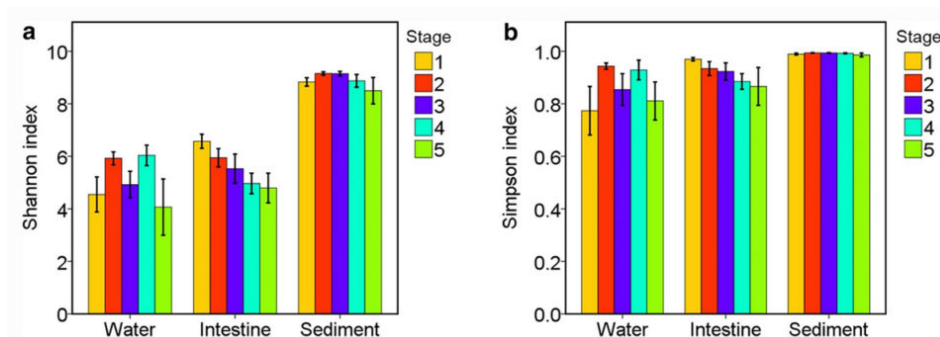 a
Stage
1
2
3
4
5
Shannon index
10
8
6
4
2
0
Water Intestine Sediment
b
Stage
1
2
3
4
5
Simpson index
1.0
0.8
0.6
0.4
0.2
0.0
Water Intestine Sediment